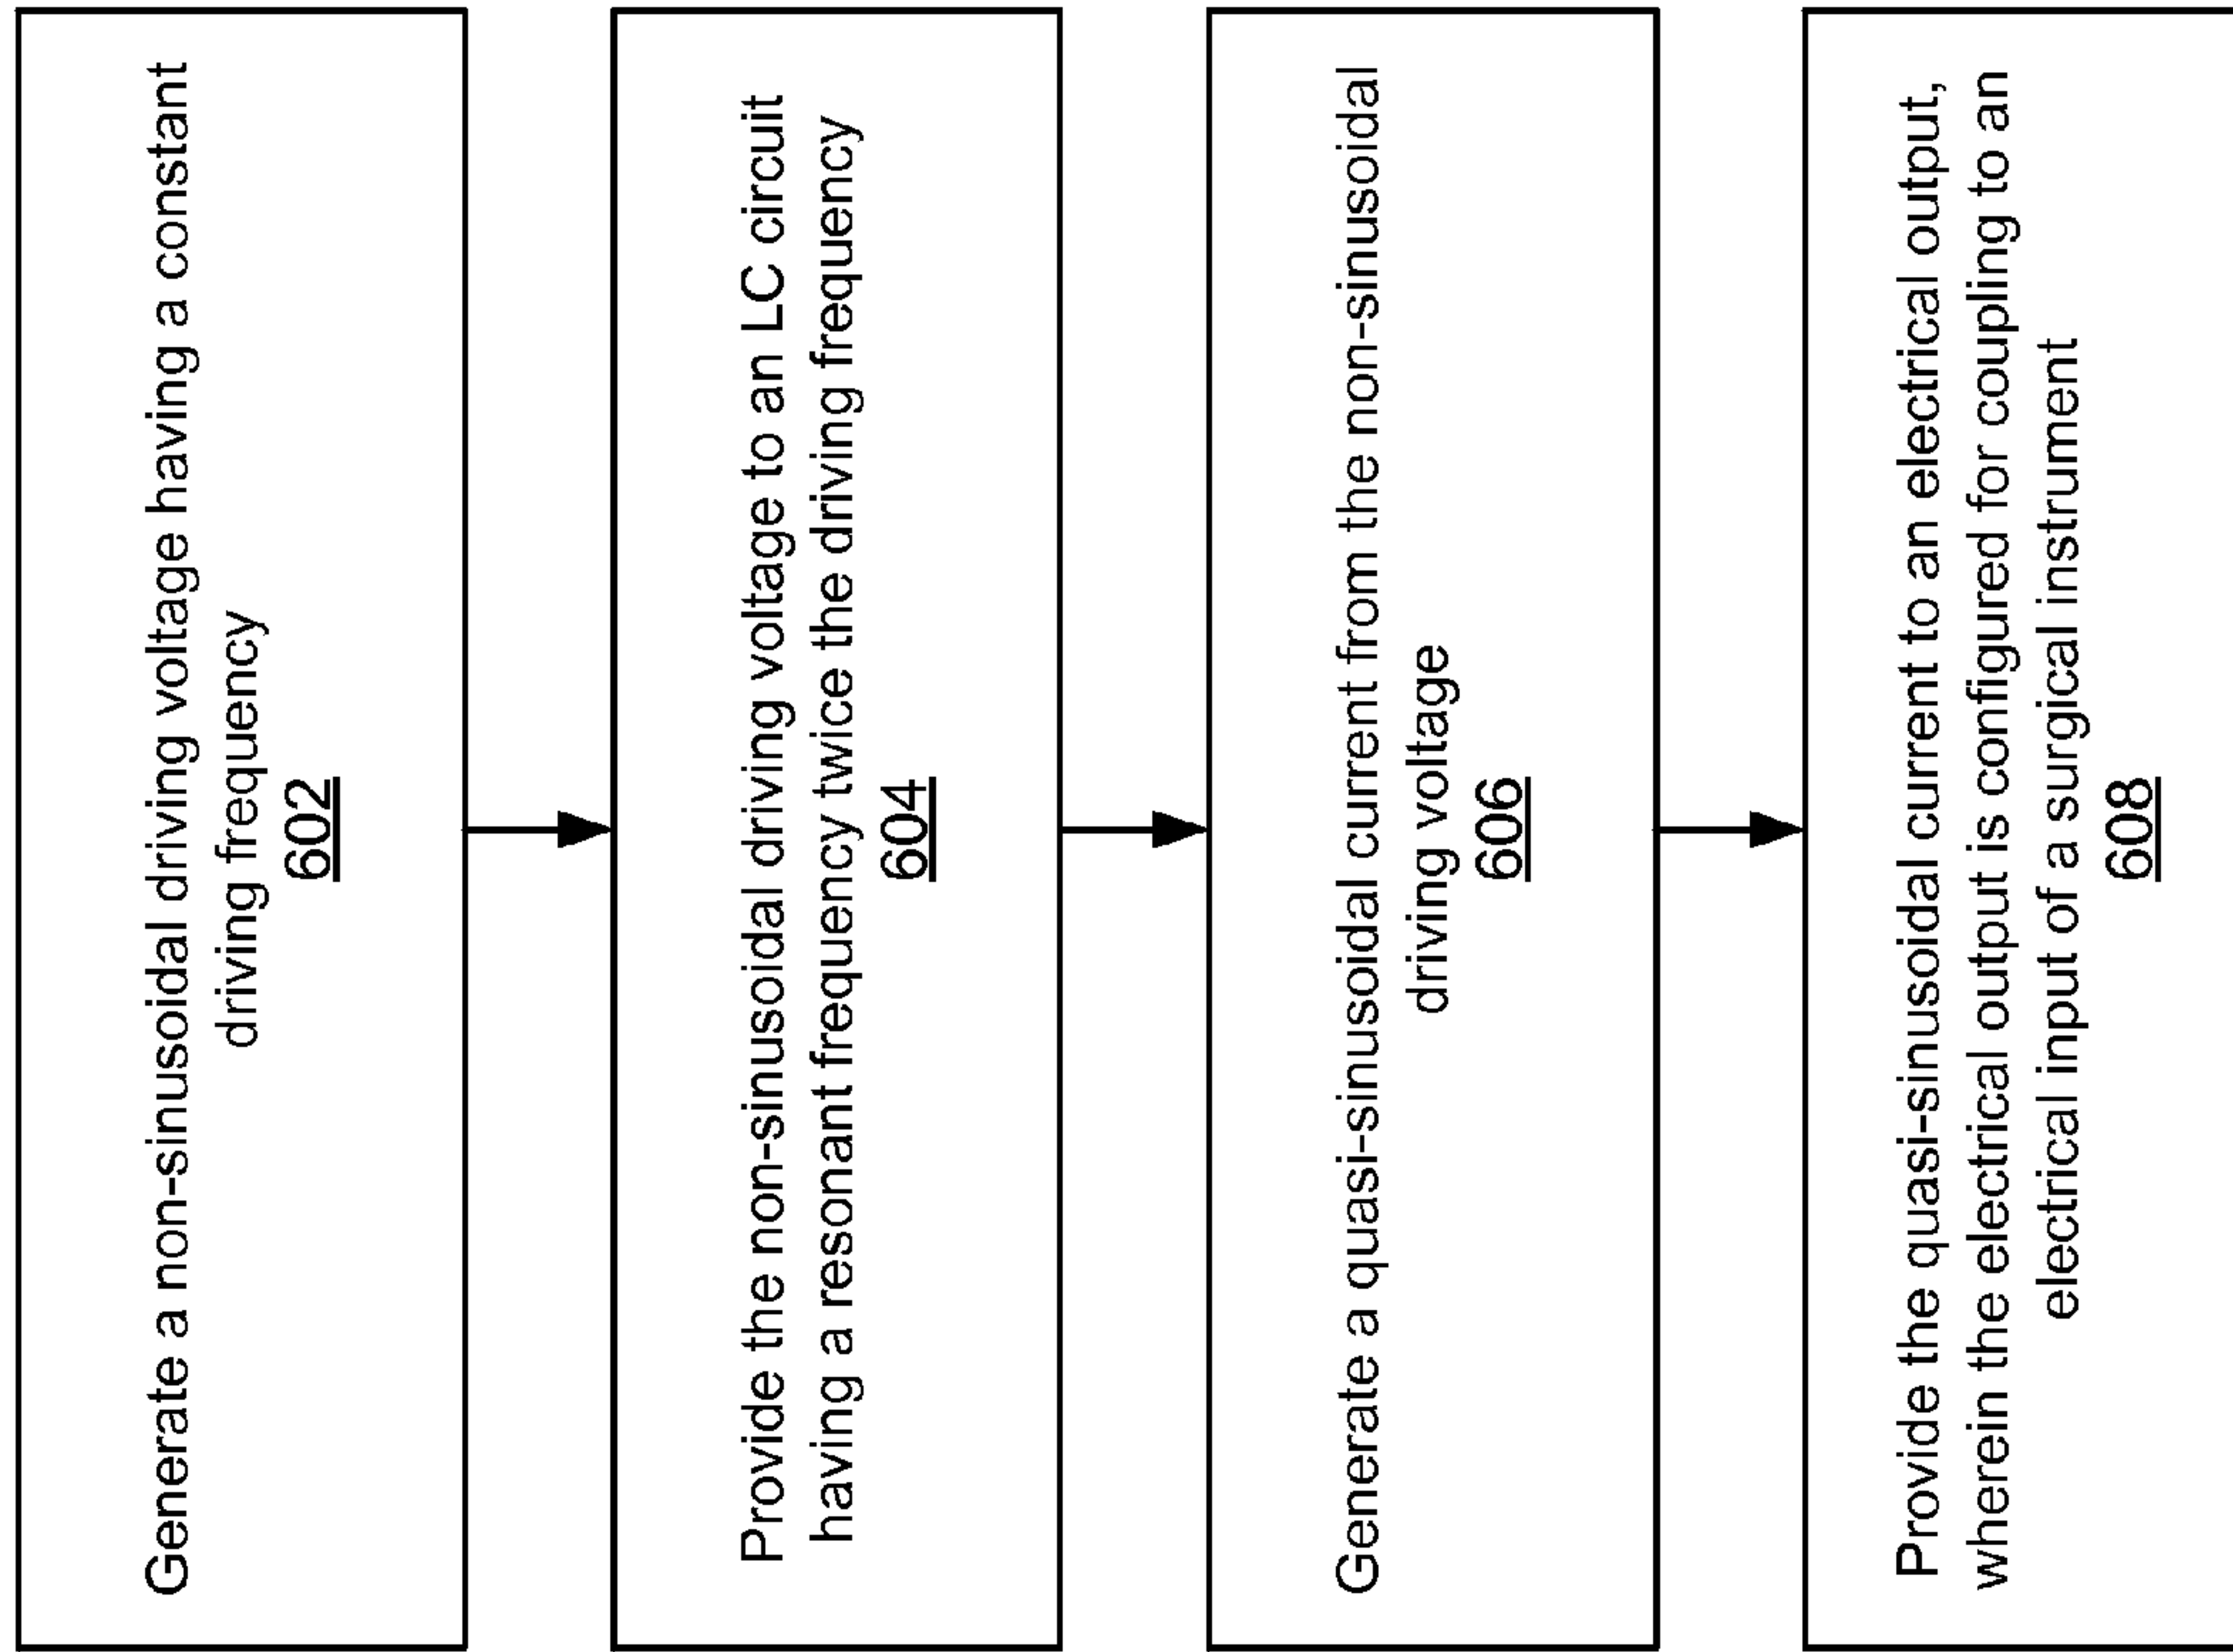 Generate a non-sinusoidal driving voltage having a constant
driving frequency
602
Provide the non-sinusoidal driving voltage to an LC circuit
having a resonant frequency twice the driving frequency
604
Generate a quasi-sinusoidal current from the non-sinusoidal
driving voltage
606
Provide the quasi-sinusoidal current to an electrical output,
wherein the electrical output is configured for coupling to an
electrical input of a surgical instrument
608